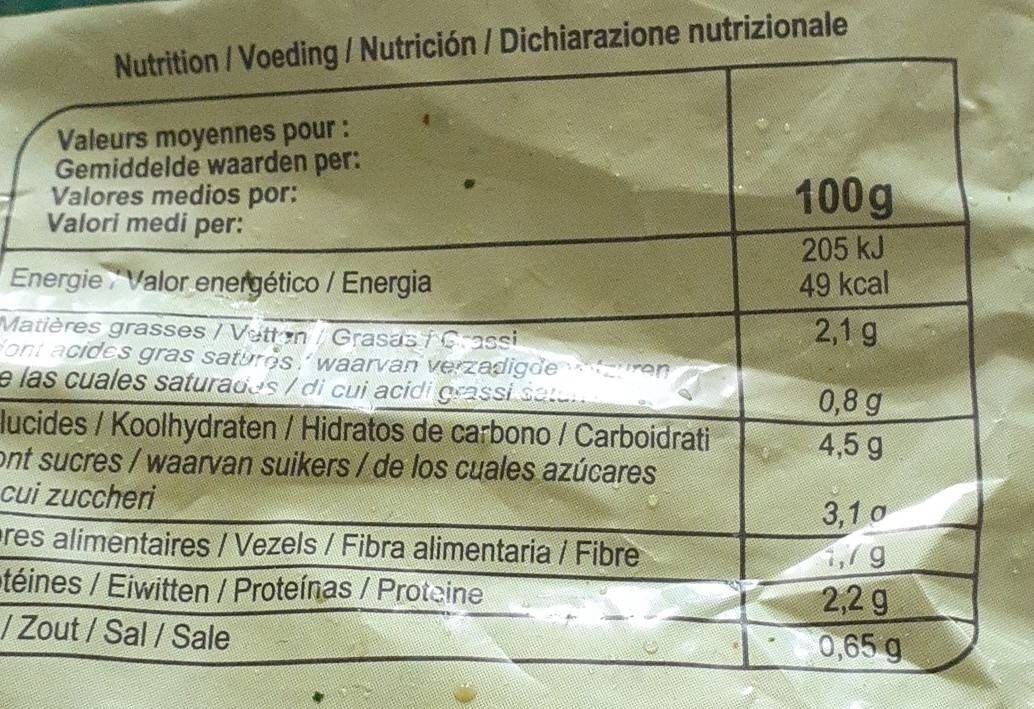 Nutrition / Voeding / Nutrición / Dichiarazione nutrizionale
Valeurs moyennes pour :
Gemiddelde waarden per:
Valores medios por:
Valori medi per:
100g
Energie / Valor energético / Energia
205 kJ
49 kcal
Matières grasses / Vetten / Grasas / Grassi
2,1 g
acides gras saturés / waarvan verzadigde
las cuales saturadas / di cui acidi grassi
0,8 g
lucides / Koolhydraten / Hidratos de carbono / Carboidrati
4,5 g
ont sucres / waarvan suikers / de los cuales azúcares
cui zuccheri
3,1 g
res alimentaires / Vezels / Fibra alimentaria / Fibre
1,7 g
téines / Eiwitten / Proteínas / Proteine
2,2 g
/ Zout / Sal / Sale
0,65 g